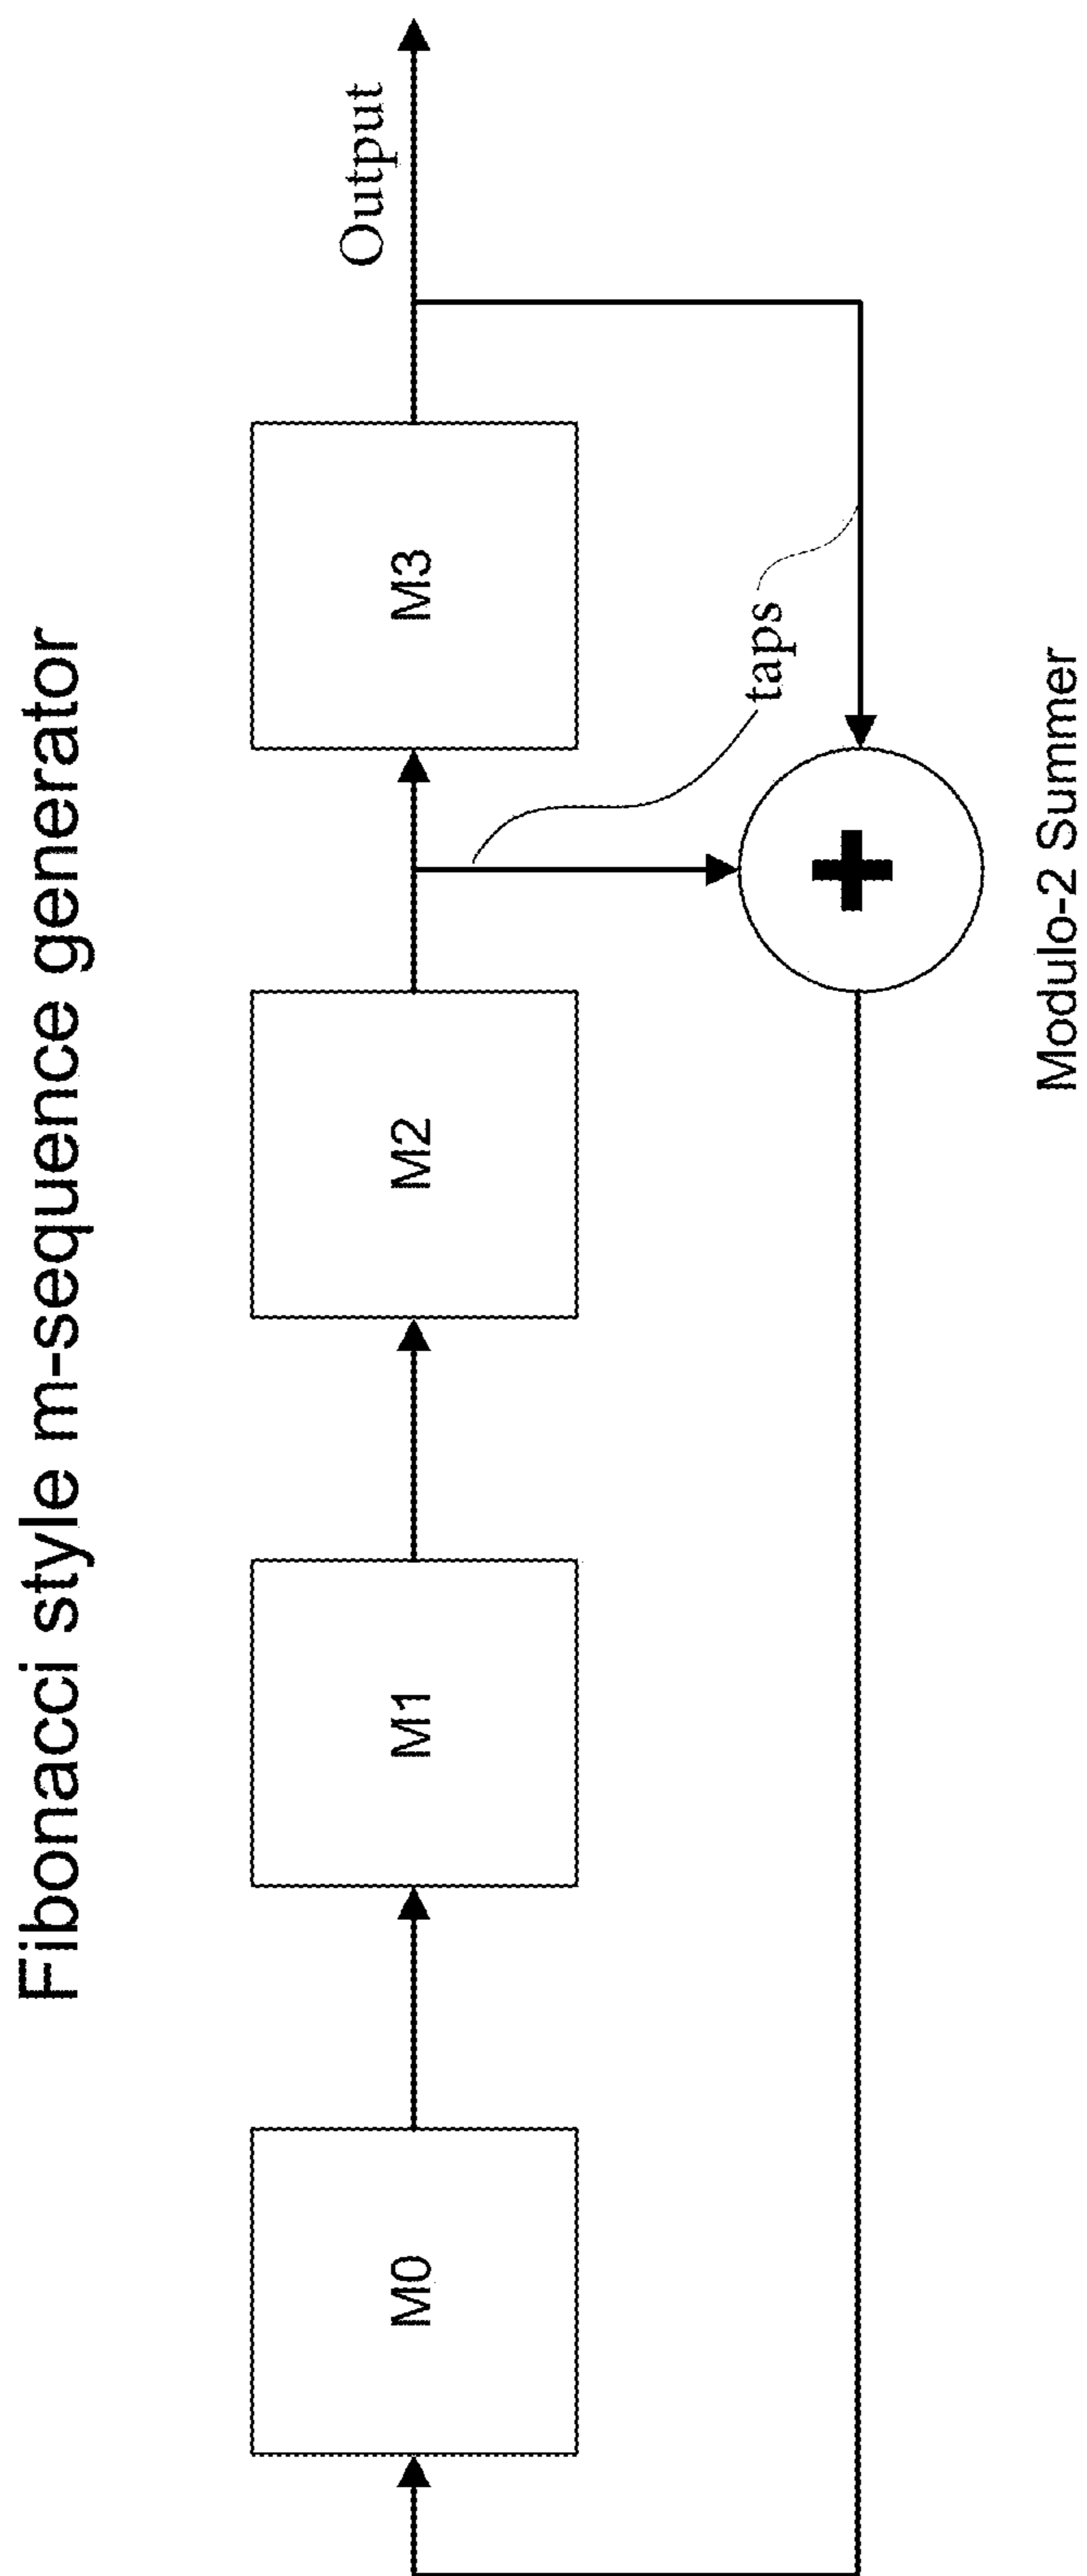 Fibonacci style m-sequence generator
Output
M0
M1
M2
M3
taps
+
Modulo-2 Summer